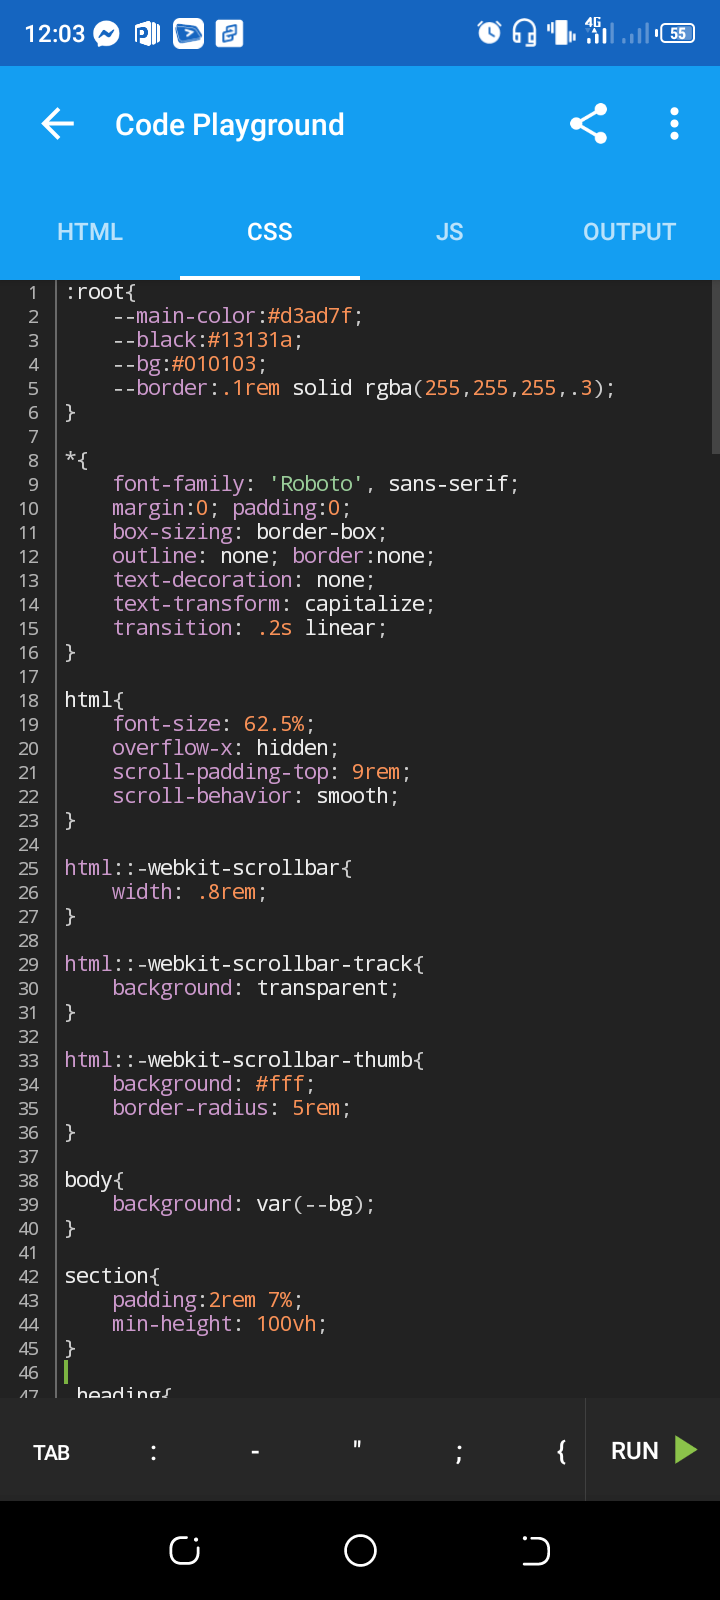 12:03 4G 55
Code Playground
HTML CSS JS OUTPUT
1 :root{
2     --main-color:#d3ad7f;
3     --black:#13131a;
4     --bg:#010103;
5     --border:.1rem solid rgba(255,255,255,.3);
6 }
7
8 *{
9     font-family: 'Roboto', sans-serif;
10     margin:0; padding:0;
11     box-sizing: border-box;
12     outline: none; border:none;
13     text-decoration: none;
14     text-transform: capitalize;
15     transition: .2s linear;
16 }
17
18 html{
19     font-size: 62.5%;
20     overflow-x: hidden;
21     scroll-padding-top: 9rem;
22     scroll-behavior: smooth;
23 }
24
25 html::-webkit-scrollbar{
26     width: .8rem;
27 }
28
29 html::-webkit-scrollbar-track{
30     background: transparent;
31 }
32
33 html::-webkit-scrollbar-thumb{
34     background: #fff;
35     border-radius: 5rem;
36 }
37
38 body{
39     background: var(--bg);
40 }
41
42 section{
43     padding:2rem 7%;
44     min-height: 100vh;
45 }
46
47 heading{
TAB : - " ; { RUN